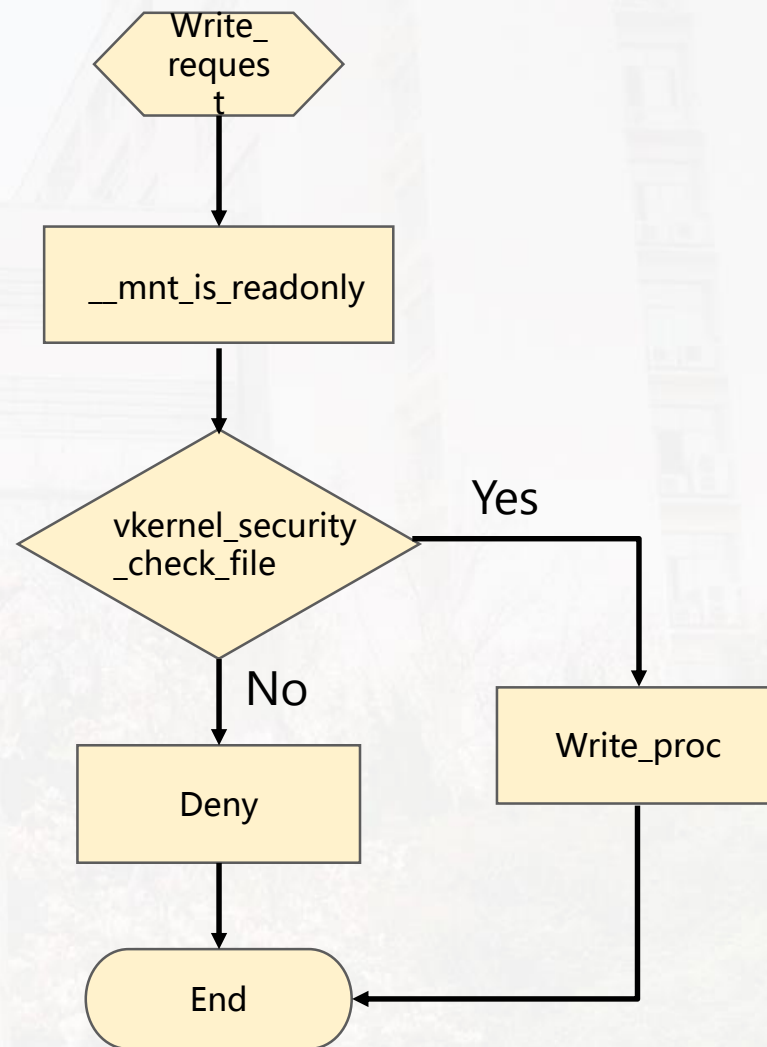 Write_
reques
t
__mnt_is_readonly
vkernel_security
_check_file
Yes
No
Write_proc
Deny
End